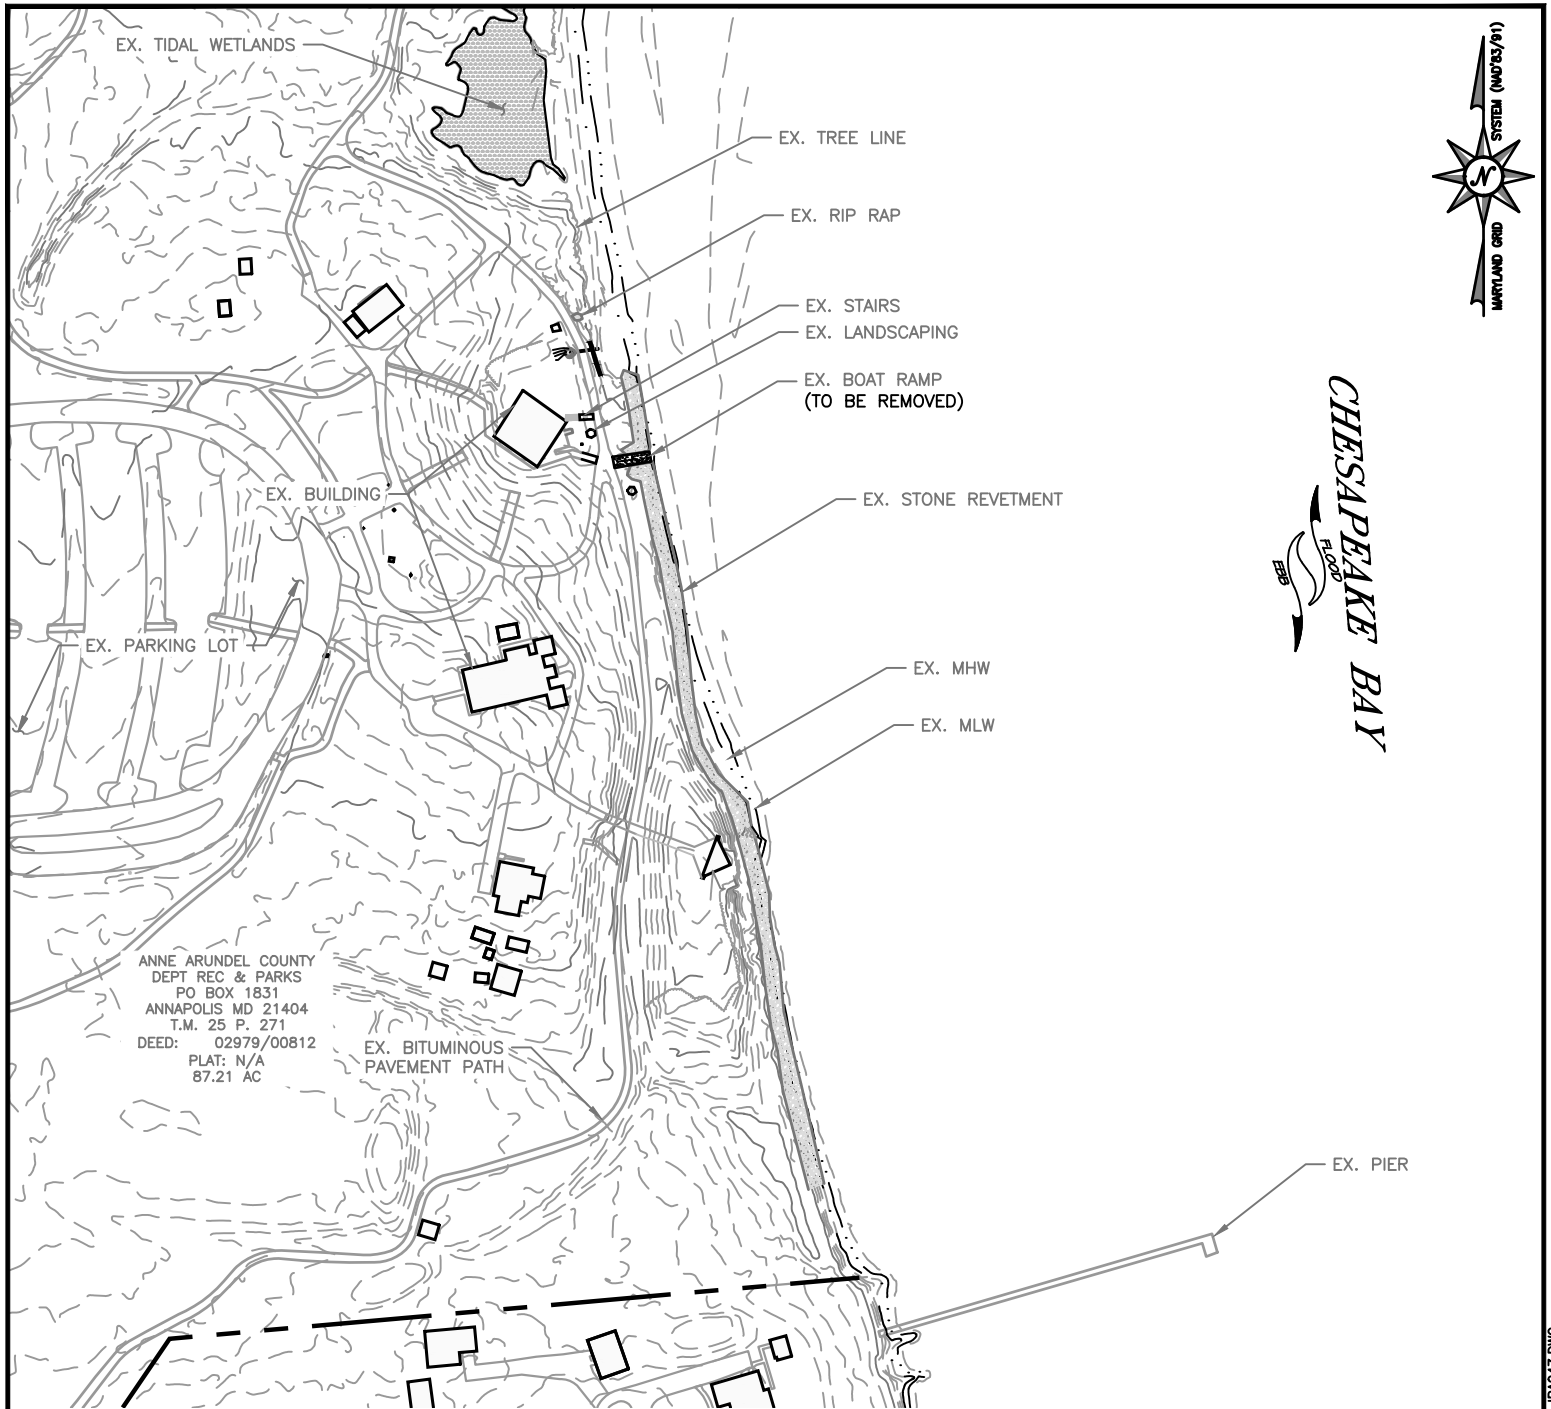 EX. TIDAL WETLANDS
EX. TREE LINE
EX. RIP RAP
EX. STAIRS
EX. LANDSCAPING
EX. BOAT RAMP
(TO BE REMOVED)
EX. BUILDING
EX. STONE REVETMENT
EX. PARKING LOT
EX. MHW
EX. MLW
ANNE ARUNDEL COUNTY
DEPT REC & PARKS
PO BOX 1831
ANNAPOLIS MD 21404
T.M. 25 P. 271
DEED: 02979/00812
PLAT: N/A
87.21 AC
EX. BITUMINOUS
PAVEMENT PATH
EX. PIER
CHESAPEAKE BAY
FLOOD
EBB
MARYLAND GRID
N
SYSTEM (NAD'83/91)